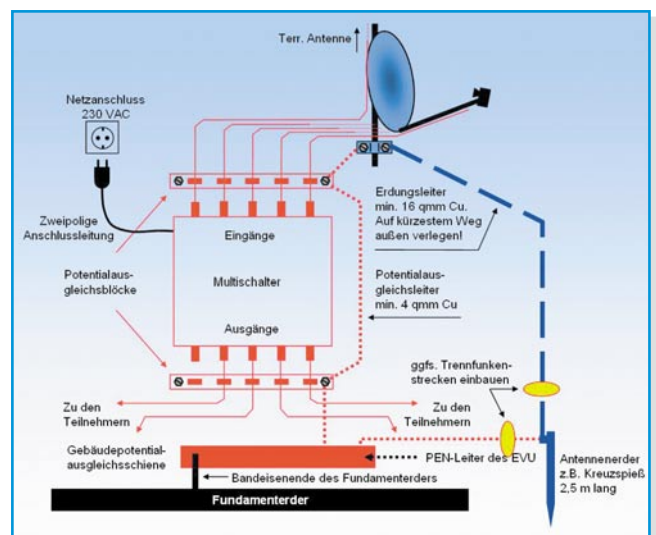 Terr. Antenne
Netzanschluss
230 VAC
Zweipolige
Anschlussleitung
Eingänge
Erdungsleiter
min. 16 qmm Cu.
Auf kürzestem Weg
außen verlegen!
Potentialaus-
gleichsblöcke
Multischalter
Potentialaus-
gleichsleiter
min. 4 qmm Cu
Ausgänge
ggfs. Trennfunken-
strecken einbauen
Zu den
Teilnehmern
Zu den
Teilnehmern
Gebäudepotential-
ausgleichsschiene
PEN-Leiter des EVU
Antennenerder
z.B. Kreuzspieß
2,5 m lang
Bandeisenende des Fundamenterders
Fundamenterder